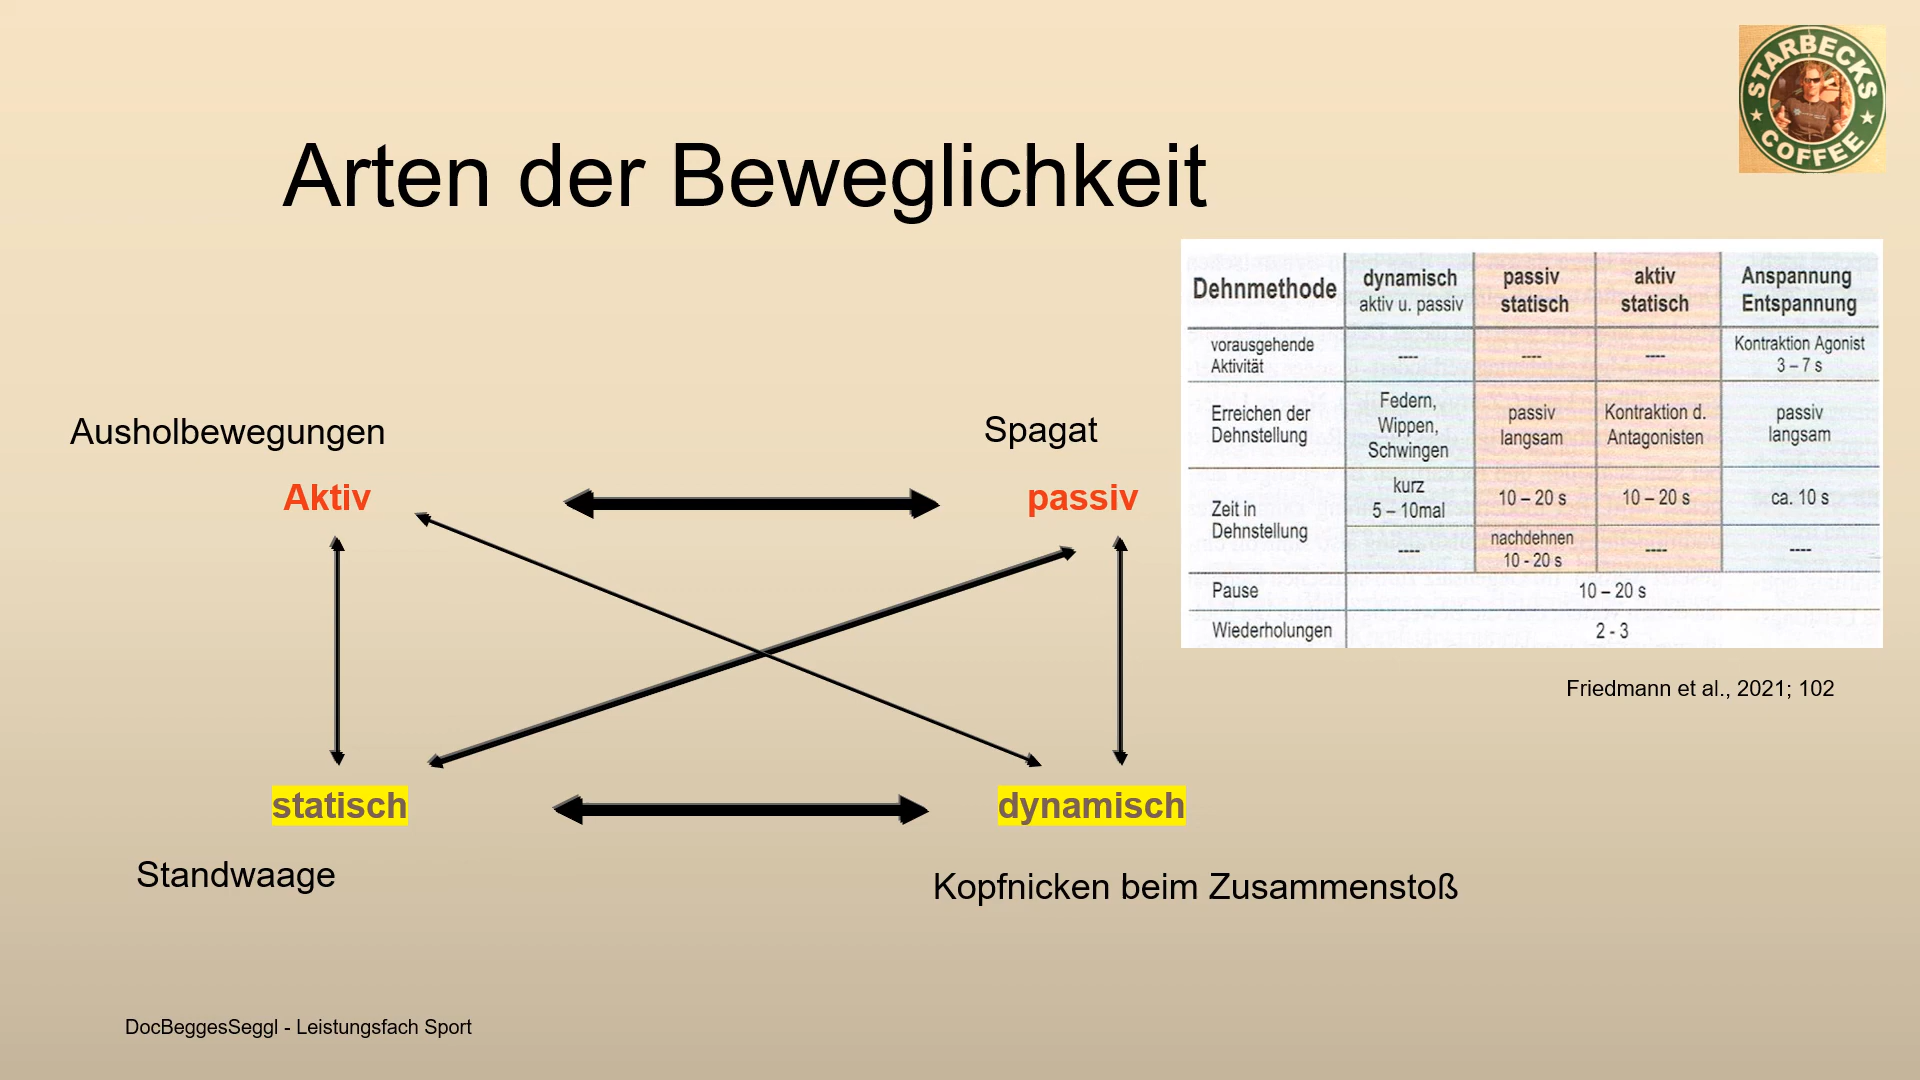 STARBECKS
COFFEE
Arten der Beweglichkeit
Dehnmethode
dynamisch
aktiv u. passiv
passiv
statisch
aktiv
statisch
Anspannung
Entspannung
vorausgehende
Aktivität
----
----
----
Kontraktion Agonist
3 – 7 s
Erreichen der
Dehnstellung
Federn,
Wippen,
Schwingen
passiv
langsam
Kontraktion d.
Antagonisten
passiv
langsam
Zeit in
Dehnstellung
kurz
5 – 10mal
10 – 20 s
10 – 20 s
ca. 10 s
----
nachdehnen
10 - 20 s
----
----
Pause
10 – 20 s
Wiederholungen
2 - 3
Friedmann et al., 2021; 102
Ausholbewegungen
Spagat
Aktiv
passiv
statisch
dynamisch
Standwaage
Kopfnicken beim Zusammenstoß
DocBeggesSeggl - Leistungsfach Sport